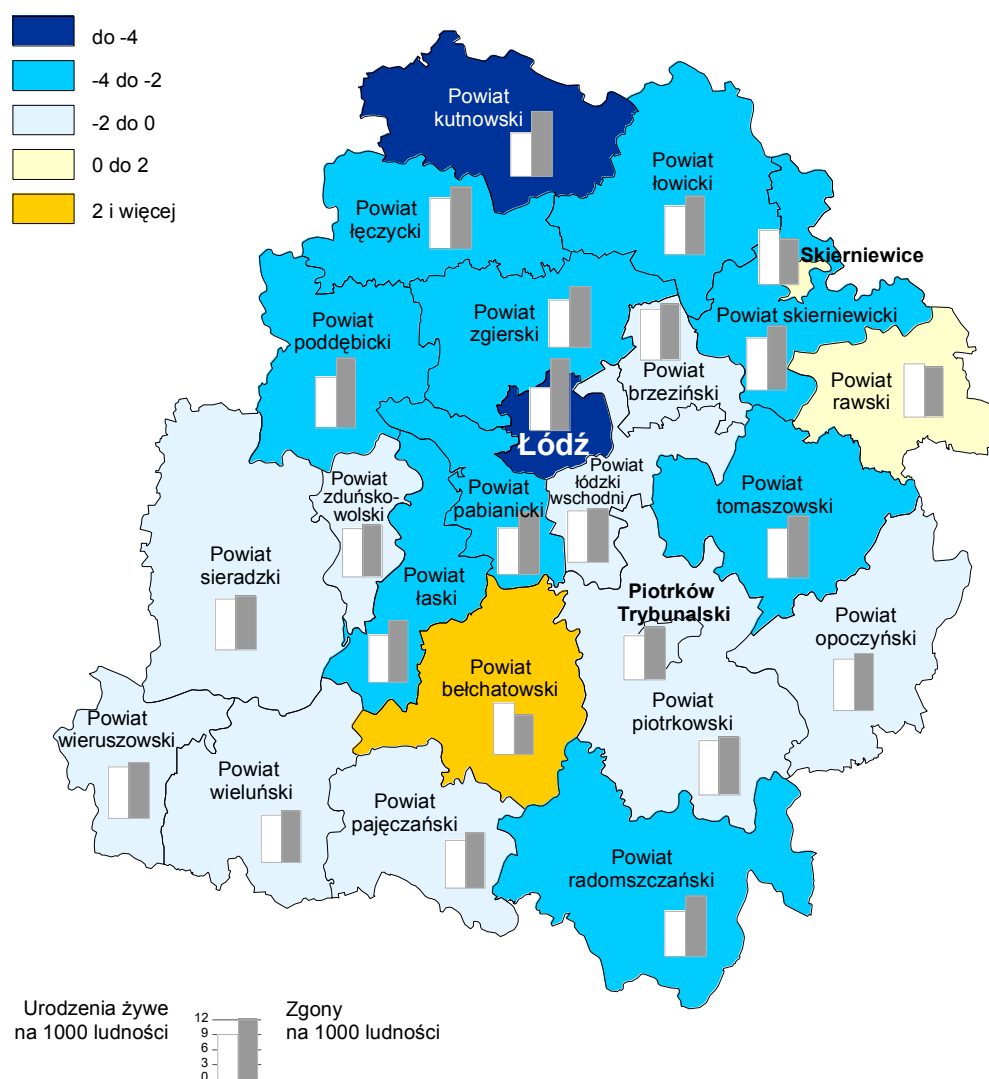 do -4
-4 do -2
-2 do 0
0 do 2
2 i więcej
Powiat
kutnowski
Powiat
łowicki
Powiat
łęczycki
Skierniewice
Powiat skierniewicki
Powiat
poddębicki
Powiat
zgierski
Powiat
brzeziński
Powiat
rawski
Łódź
Powiat
łódzki
wschodni
Powiat
zduńsko-
wolski
Powiat
pabianicki
Powiat
tomaszowski
Powiat
sieradzki
Powiat
łaski
Piotrków
Trybunalski
Powiat
opoczyński
Powiat
bełchatowski
Powiat
piotrkowski
Powiat
wieruszowski
Powiat
wieluński
Powiat
pajęczański
Powiat
radomszczański
Urodzenia żywe
na 1000 ludności
12
9
6
3
0
Zgony
na 1000 ludności